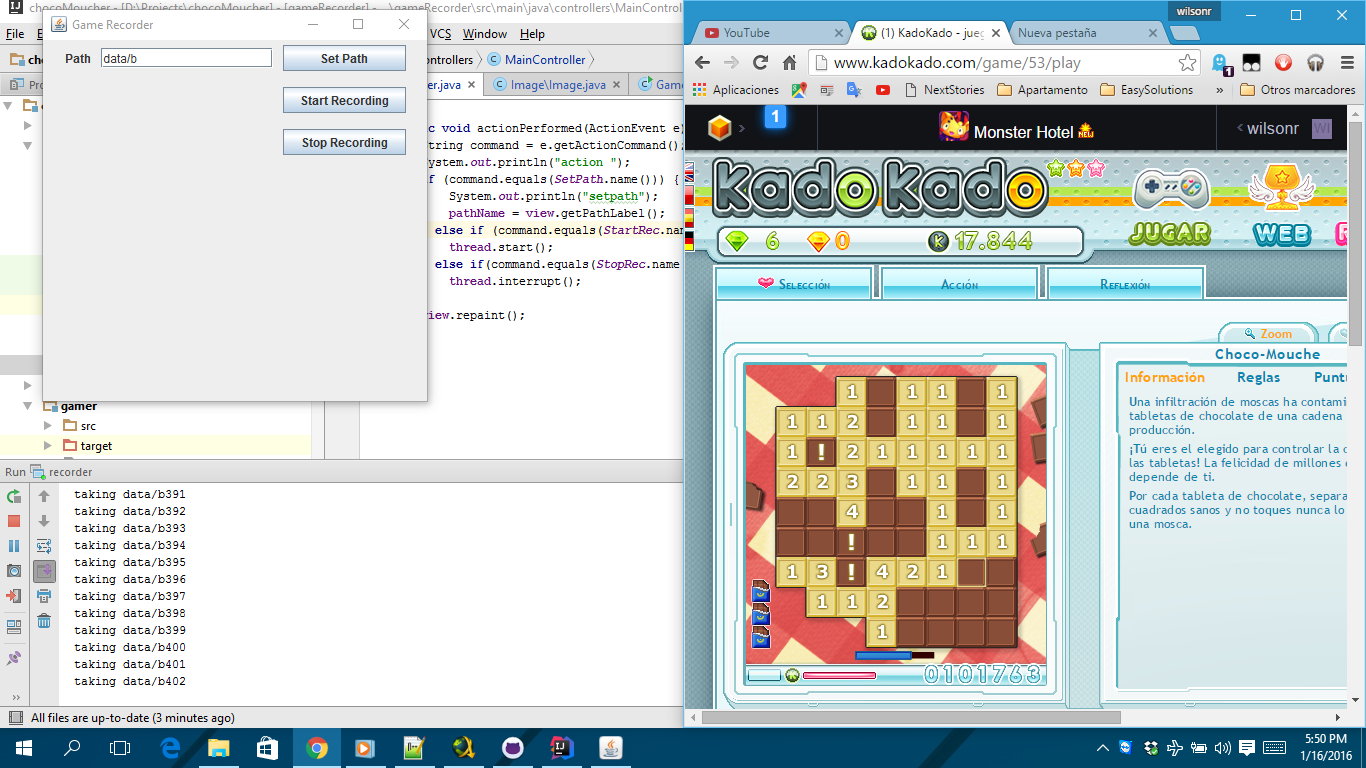 chocoMoucher - [D:\Projects\chocoMoucher] - [gameRecorder] - ...\gameRecorder\src\main\java\controllers\MainControl
Game Recorder
Path data/b Set Path
Start Recording
Stop Recording
File
VCS Window Help
ntrollers MainController
er.java Image\Image.java Game
c void actionPerformed(ActionEvent e)
tring command = e.getActionCommand();
ystem.out.println("action ");
f (command.equals(SetPath.name())) {
System.out.println("setpath");
pathName = view.getPathLabel();
else if (command.equals(StartRec.na
thread.start();
else if(command.equals(StopRec.name
thread.interrupt();
iew.repaint();
gamer
src
target
Run recorder
taking data/b391
taking data/b392
taking data/b393
taking data/b394
taking data/b395
taking data/b396
taking data/b397
taking data/b398
taking data/b399
taking data/b400
taking data/b401
taking data/b402
All files are up-to-date (3 minutes ago)
wilsonr
YouTube
(1) KadoKado - jueg
Nueva pestaña
www.kadokado.com/game/53/play
1
Aplicaciones NextStories Apartamento EasySolutions » Otros marcadores
1
Monster Hotel NEW
wilsonr WI
kadokado
6 0 K 17.844
JUGAR WEB
Selección Acción Reflexión
Zoom
Choco-Mouche
Información Reglas Puntu
Una infiltración de moscas ha contami
tabletas de chocolate de una cadena
producción.
¡Tú eres el elegido para controlar la c
las tabletas! La felicidad de millones
depende de ti.
Por cada tableta de chocolate, separa
cuadrados sanos y no toques nunca lo
una mosca.
1 1 1 1
1 1 2 1 1 1
1 ! 2 1 1 1 1 1
2 2 3 1 1 1
4 1 1
! 1 1 1
1 3 ! 4 2 1
1 1 2
1
0101763
5:50 PM
1/16/2016